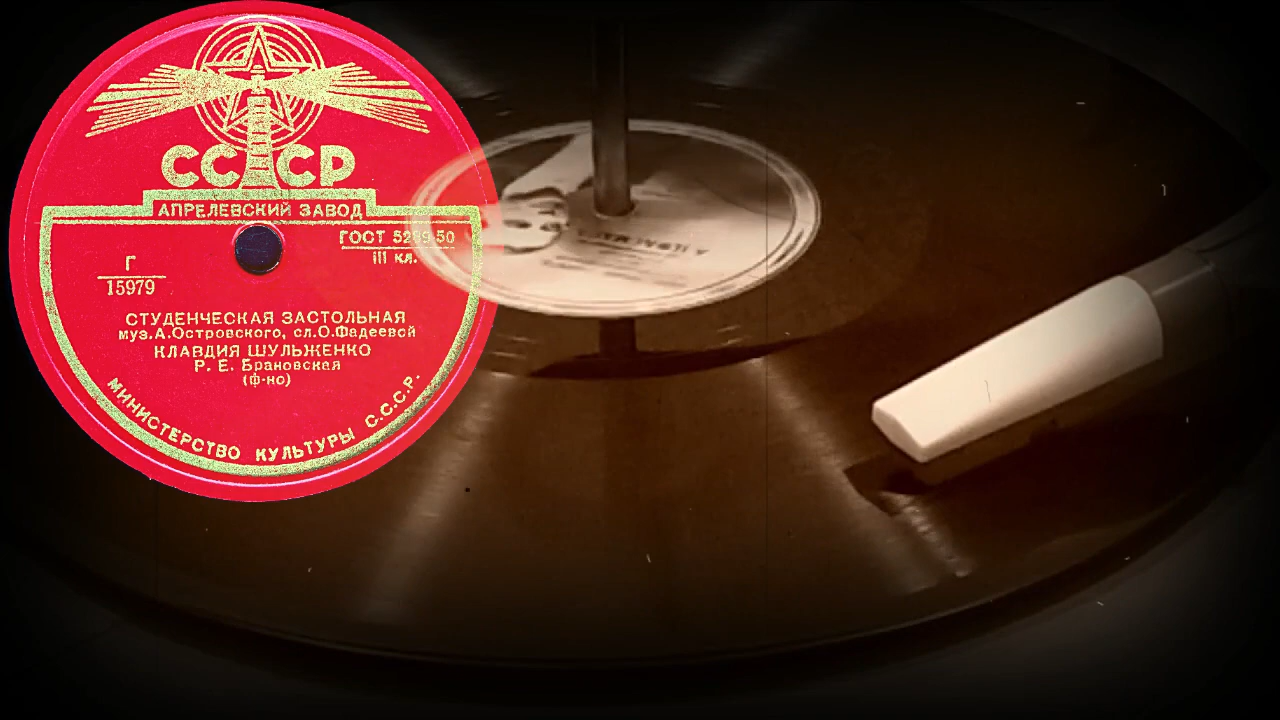 СССР
АПРЕЛЕВСКИЙ ЗАВОД
ГОСТ 5289-50
III кл.
Г
15979
СТУДЕНЧЕСКАЯ ЗАСТОЛЬНАЯ
муз.А.Островского, сл.О.Фадеевой
КЛАВДИЯ ШУЛЬЖЕНКО
Р. Е. Брановская
(ф-но)
МИНИСТЕРСТВО КУЛЬТУРЫ С.С.С.Р.